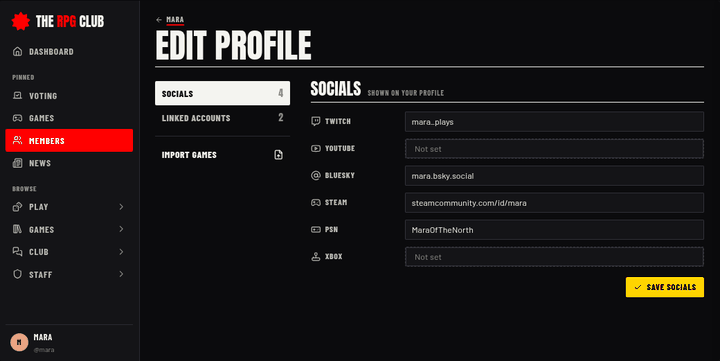 THE RPG CLUB
DASHBOARD
PINNED
VOTING
GAMES
MEMBERS
NEWS
BROWSE
PLAY
GAMES
CLUB
STAFF
M
MARA
@mara
← MARA
EDIT PROFILE
SOCIALS 4
LINKED ACCOUNTS 2
IMPORT GAMES
SOCIALS SHOWN ON YOUR PROFILE
TWITCH mara_plays
YOUTUBE Not set
BLUESKY mara.bsky.social
STEAM steamcommunity.com/id/mara
PSN MaraOfTheNorth
XBOX Not set
SAVE SOCIALS